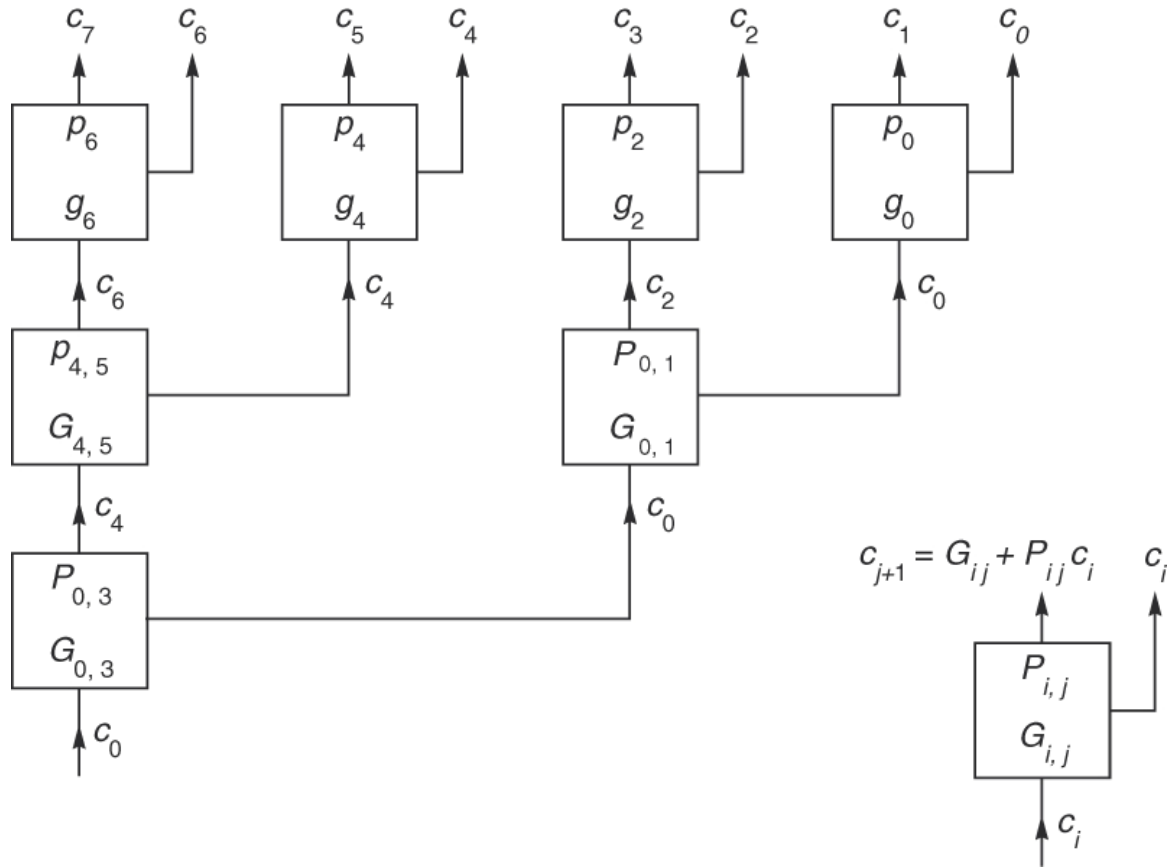 c7 c6 c5 c4 c3 c2 c1 c0
p6 p4 p2 p0
g6 g4 g2 g0
c6 c4 c2 c0
p4, 5 P0, 1
G4, 5 G0, 1
c4 c0
P0, 3
G0, 3
c0
cj+1 = Gij + Pij ci ci
Pi, j
Gi, j
ci